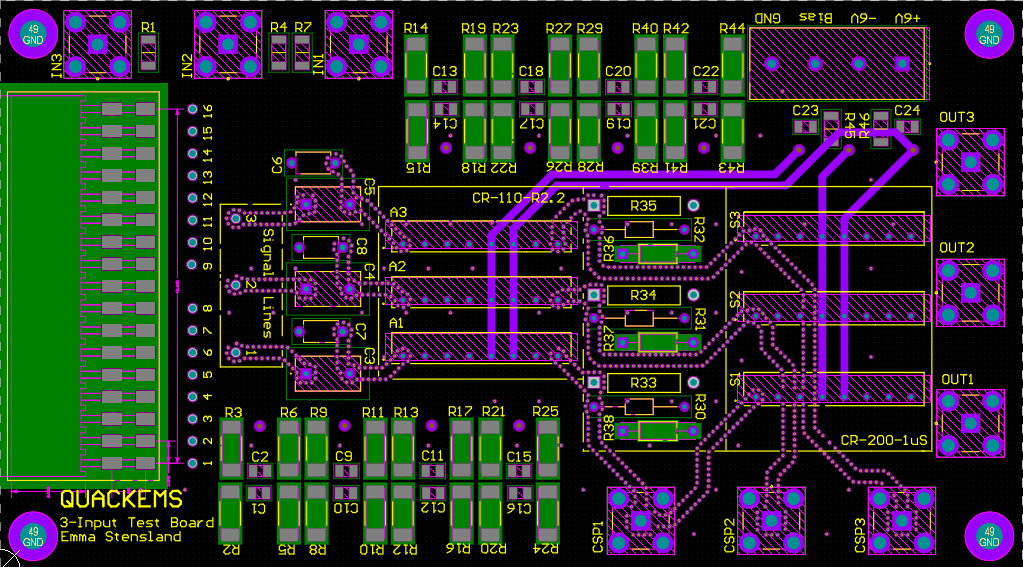 49
GND
IN3
R1
IN2
R4
R7
IN1
R14
R19
R23
R27
R29
R40
R42
R44
GND
Bias
-6V
+6V
49
GND
C13
C18
C20
C22
C14
C17
C19
C21
C23
R45
R46
C24
OUT3
R15
R18
R22
R26
R28
R39
R41
R43
16
15
14
13
12
11
10
9
8
7
6
5
4
3
2
1
C9
C5
C8
C4
C7
C3
3
2
1
Signal Lines
CR-110-R2.2
A3
A2
A1
R35
R32
R36
R34
R31
R37
R33
R30
R38
S3
S2
S1
CR-200-1uS
OUT2
OUT1
R3
R6
R9
R11
R13
R17
R21
R25
C2
C9
C11
C15
C1
C10
C12
C16
R2
R5
R8
R10
R12
R16
R20
R24
QUACKEMS
3-Input Test Board
Emma Stensland
49
GND
CSP1
CSP2
CSP3
49
GND